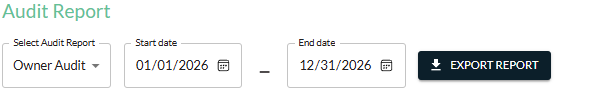 Audit Report
Select Audit Report Start date End date
Owner Audit 01/01/2026 – 12/31/2026 EXPORT REPORT